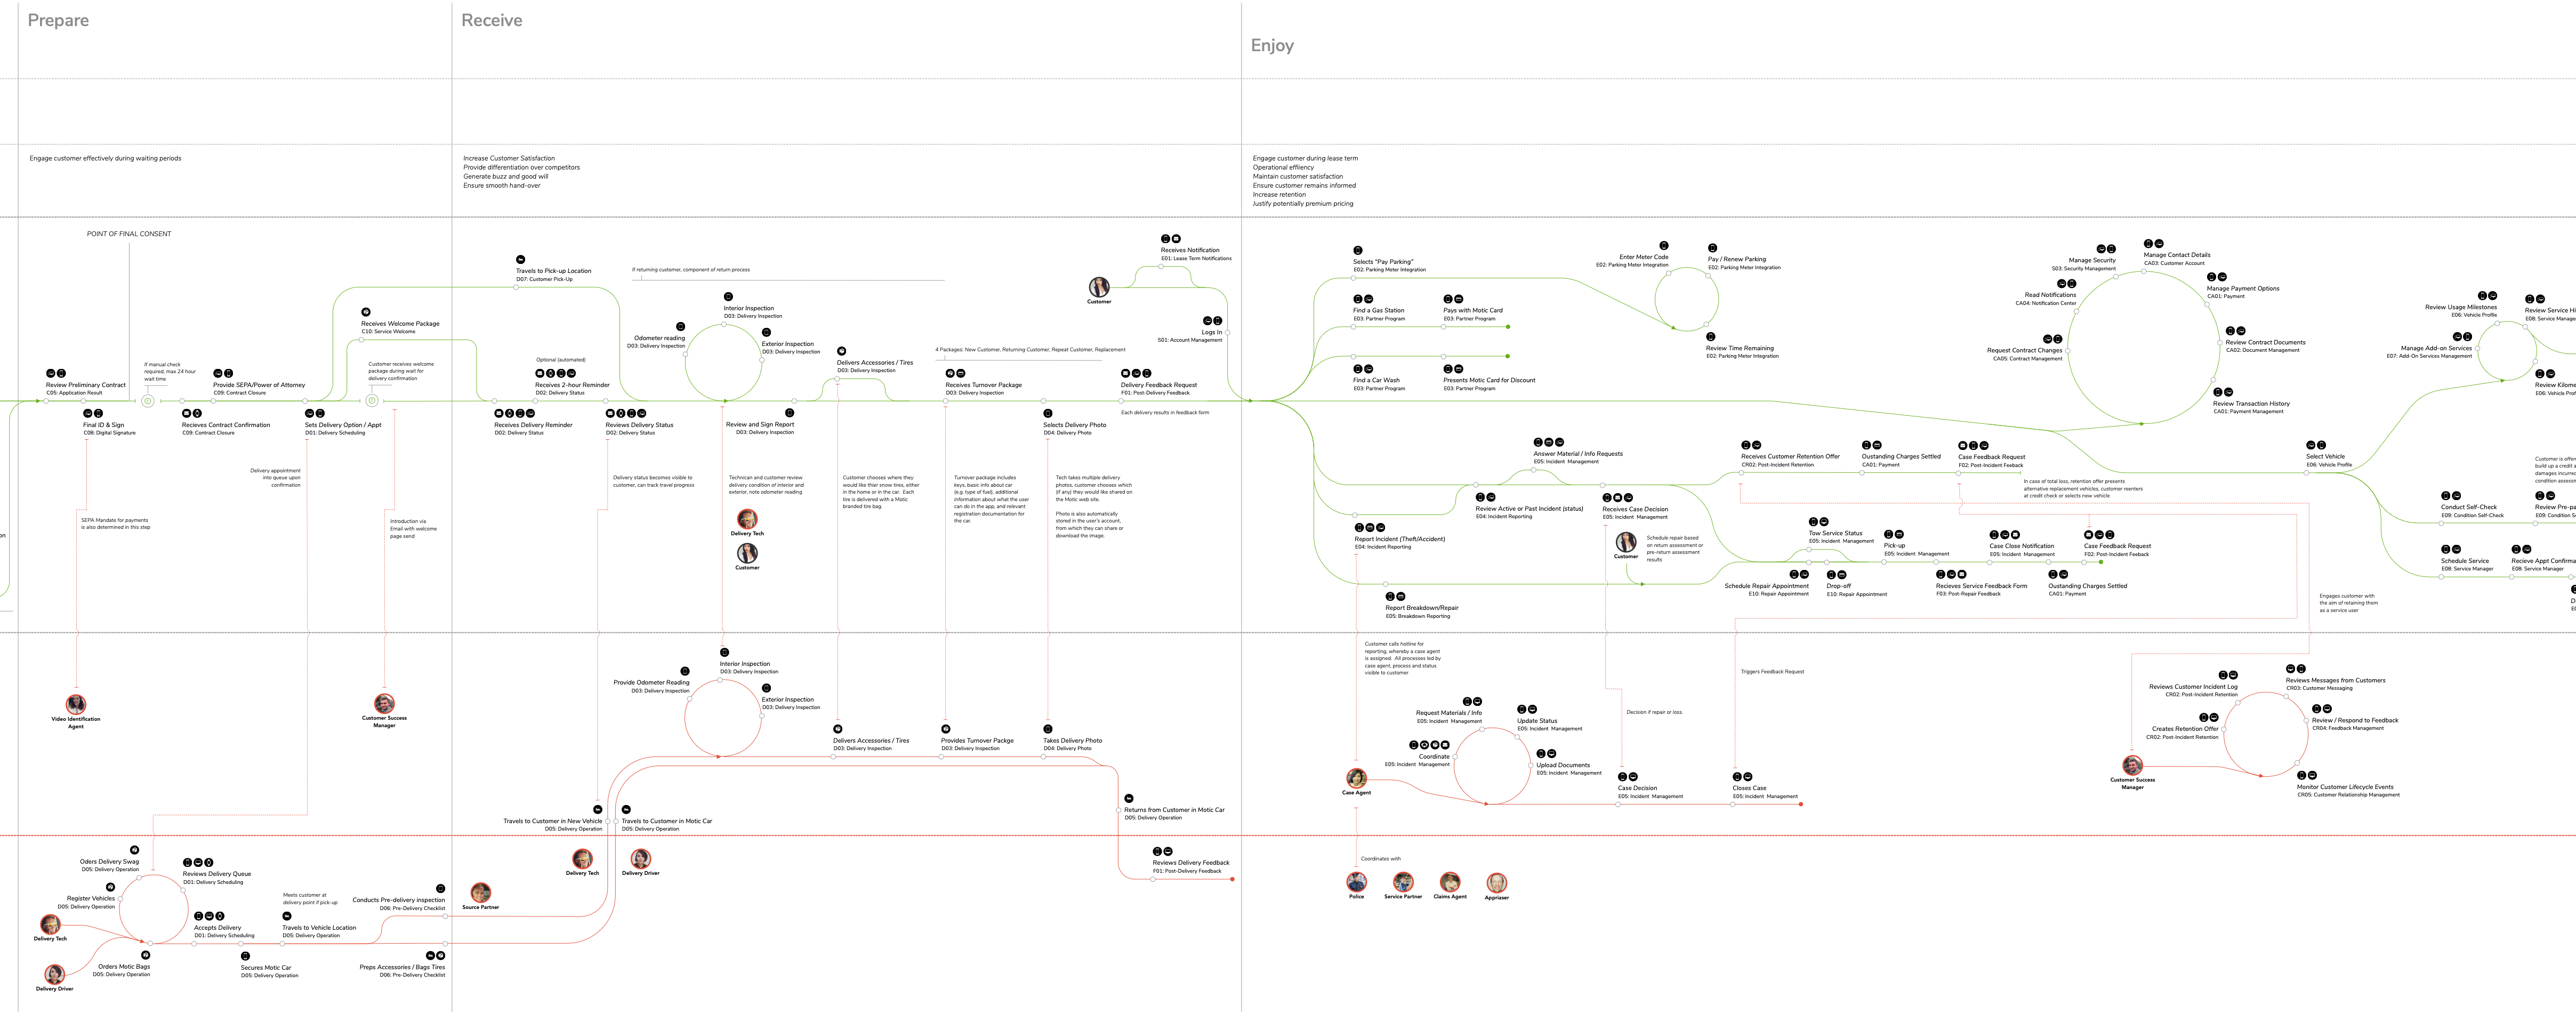 Prepare
Receive
Enjoy
Engage customer effectively during waiting periods
Increase Customer Satisfaction
Provide differentiation over competitors
Generate buzz and good will
Ensure smooth hand-over
Engage customer during lease term
Operational effiency
Maintain customer satisfaction
Ensure customer remains informed
Increase retention
Justify potentially premium pricing
POINT OF FINAL CONSENT
Review Preliminary Contract
C05: Application Result
Final ID & Sign
C08: Digital Signature
If manual check
required, max 24 hour
wait time
Provide SEPA/Power of Attorney
C09: Contract Closure
Recieves Contract Confirmation
C09: Contract Closure
Sets Delivery Option / Appt
D01: Delivery Scheduling
Receives Welcome Package
C10: Service Welcome
Customer receives welcome
package during wait for
delivery confirmation
Delivery appointment
into queue upon
confirmation
SEPA Mandate for payments
is also determined in this step
Introduction via
Email with welcome
page send
Video Identification
Agent
Customer Success
Manager
Oders Delivery Swag
D05: Delivery Operation
Reviews Delivery Queue
D01: Delivery Scheduling
Register Vehicles
D05: Delivery Operation
Delivery Tech
Delivery Driver
Orders Motic Bags
D05: Delivery Operation
Accepts Delivery
D01: Delivery Scheduling
Secures Motic Car
D05: Delivery Operation
Meets customer at
delivery point if pick-up
Travels to Vehicle Location
D05: Delivery Operation
Conducts Pre-delivery inspection
D06: Pre-Delivery Checklist
Preps Accessories / Bags Tires
D06: Pre-Delivery Checklist
Travels to Pick-up Location
D07: Customer Pick-Up
If returning customer, component of return process
Optional (automated)
Receives 2-hour Reminder
D02: Delivery Status
Receives Delivery Reminder
D02: Delivery Status
Reviews Delivery Status
D02: Delivery Status
Interior Inspection
D03: Delivery Inspection
Odometer reading
D03: Delivery Inspection
Exterior Inspection
D03: Delivery Inspection
Review and Sign Report
D03: Delivery Inspection
Delivers Accessories / Tires
D03: Delivery Inspection
4 Packages: New Customer, Returning Customer, Repeat Customer, Replacement
Receives Turnover Package
D03: Delivery Inspection
Selects Delivery Photo
D04: Delivery Photo
Delivery Feedback Request
F01: Post-Delivery Feedback
Each delivery results in feedback form
Customer
Receives Notification
E01: Lease Term Notifications
Logs In
S01: Account Management
Delivery status becomes visible to
customer, can track travel progress
Technican and customer review
delivery condition of interior and
exterior, note odometer reading
Delivery Tech
Customer
Customer chooses where they
would like thier snow tires, either
in the home or in the car. Each
tire is delivered with a Motic
branded tire bag.
Turnover package includes
keys, basic info about car
(e.g. type of fuel), additional
information about what the user
can do in the app, and relevant
registration documentation for
the car.
Tech takes multiple delivery
photos, customer chooses which
(if any) they would like shared on
the Motic web site.
Photo is also automatically
stored in the user's account,
from which they can share or
download the image.
Interior Inspection
D03: Delivery Inspection
Provide Odometer Reading
D03: Delivery Inspection
Exterior Inspection
D03: Delivery Inspection
Delivers Accessories / Tires
D03: Delivery Inspection
Provides Turnover Packge
D03: Delivery Inspection
Takes Delivery Photo
D04: Delivery Photo
Travels to Customer in New Vehicle
D05: Delivery Operation
Travels to Customer in Motic Car
D05: Delivery Operation
Delivery Tech
Delivery Driver
Source Partner
Returns from Customer in Motic Car
D05: Delivery Operation
Reviews Delivery Feedback
F01: Post-Delivery Feedback
Selects "Pay Parking"
E02: Parking Meter Integration
Find a Gas Station
E03: Partner Program
Pays with Motic Card
E03: Partner Program
Find a Car Wash
E03: Partner Program
Presents Motic Card for Discount
E03: Partner Program
Enter Meter Code
E02: Parking Meter Integration
Pay / Renew Parking
E02: Parking Meter Integration
Review Time Remaining
E02: Parking Meter Integration
Answer Material / Info Requests
E05: Incident Management
Review Active or Past Incident (status)
E04: Incident Reporting
Receives Case Decision
E05: Incident Management
Report Incident (Theft/Accident)
E04: Incident Reporting
Report Breakdown/Repair
E05: Breakdown Reporting
Customer
Schedule repair based
on return assessment or
pre-return assessment
results
Receives Customer Retention Offer
CR02: Post-Incident Retention
Oustanding Charges Settled
CA01: Payment
Case Feedback Request
F02: Post-Incident Feeback
In case of total loss, retention offer presents
alternative replacement vehicles, customer reenters
at credit check or selects new vehicle
Tow Service Status
E05: Incident Management
Schedule Repair Appointment
E10: Repair Appointment
Drop-off
E10: Repair Appointment
Pick-up
E05: Incident Management
Recieves Service Feedback Form
F03: Post-Repair Feedback
Case Close Notification
E05: Incident Management
Oustanding Charges Settled
CA01: Payment
Case Feedback Request
F02: Post-Incident Feeback
Manage Security
S03: Security Management
Manage Contact Details
CA03: Customer Account
Read Notifications
CA04: Notification Center
Manage Payment Options
CA01: Payment
Request Contract Changes
CA05: Contract Management
Review Contract Documents
CA02: Document Management
Review Transaction History
CA01: Payment Management
Select Vehicle
E06: Vehicle Profile
Review Usage Milestones
E06: Vehicle Profile
Review Service Hi
E08: Service Manage
Manage Add-on Services
E07: Add-On Services Management
Review Kilome
E06: Vehicle Prof
Customer is offere
build up a credit a
damages incurre
condition assessm
Conduct Self-Check
E09: Condition Self-Check
Review Pre-pa
E09: Condition S
Schedule Service
E08: Service Manager
Recieve Appt Confirma
E08: Service Manager
Engages customer with
the aim of retaining them
as a service user
Customer calls hotline for
reporting, whereby a case agent
is assigned. All processes led by
case agent, process and status
visible to customer
Case Agent
Request Materials / Info
E05: Incident Management
Update Status
E05: Incident Management
Coordinate
E05: Incident Management
Upload Documents
E05: Incident Management
Decision if repair or loss.
Case Decision
E05: Incident Management
Triggers Feedback Request
Closes Case
E05: Incident Management
Coordinates with
Police
Service Partner
Claims Agent
Appriaser
Customer Success
Manager
Reviews Customer Incident Log
CR02: Post-Incident Retention
Reviews Messages from Customers
CR03: Customer Messaging
Creates Retention Offer
CR02: Post-Incident Retention
Review / Respond to Feedback
CR04: Feedback Management
Monitor Customer Lifecycle Events
CR05: Customer Relationship Management